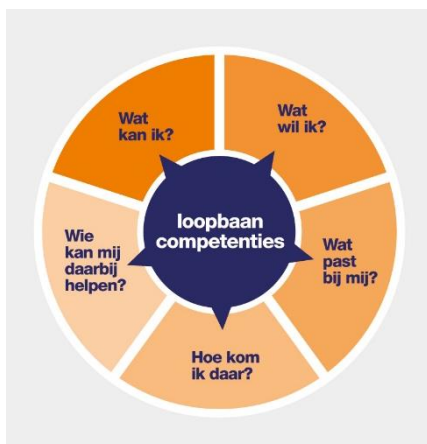 Wat
kan ik?
Wat
wil ik?
loopbaan
competenties
Wat
past
bij mij?
Hoe kom
ik daar?
Wie
kan mij
daarbij
helpen?